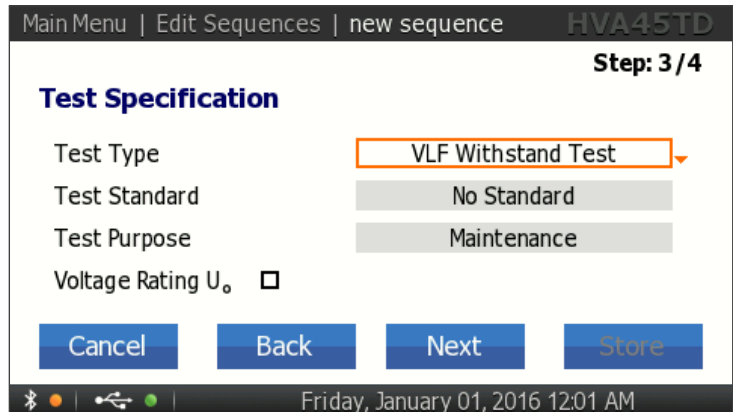 Main Menu | Edit Sequences | new sequence HVA45TD
Step: 3/4
Test Specification
Test Type VLF Withstand Test
Test Standard No Standard
Test Purpose Maintenance
Voltage Rating U₀
Cancel Back Next Store
Friday, January 01, 2016 12:01 AM